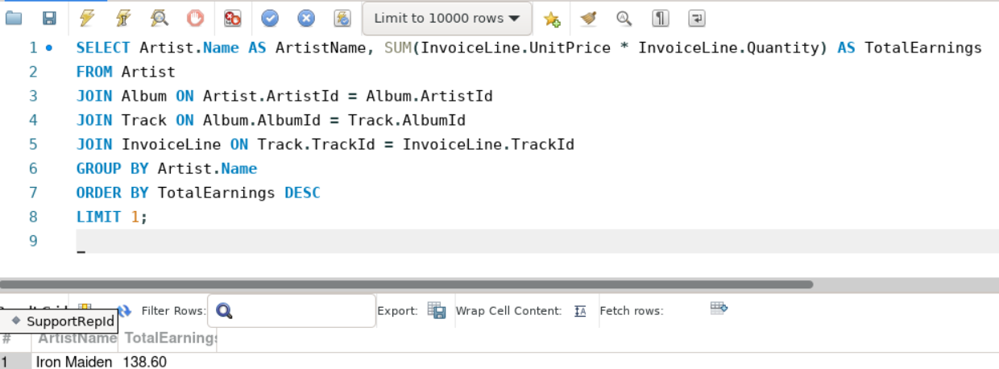 Limit to 10000 rows
1 SELECT Artist.Name AS ArtistName, SUM(InvoiceLine.UnitPrice * InvoiceLine.Quantity) AS TotalEarnings
2 FROM Artist
3 JOIN Album ON Artist.ArtistId = Album.ArtistId
4 JOIN Track ON Album.AlbumId = Track.AlbumId
5 JOIN InvoiceLine ON Track.TrackId = InvoiceLine.TrackId
6 GROUP BY Artist.Name
7 ORDER BY TotalEarnings DESC
8 LIMIT 1;
9
Filter Rows: Export: Wrap Cell Content: Fetch rows:
SupportRepId
# ArtistName TotalEarnings
1 Iron Maiden 138.60